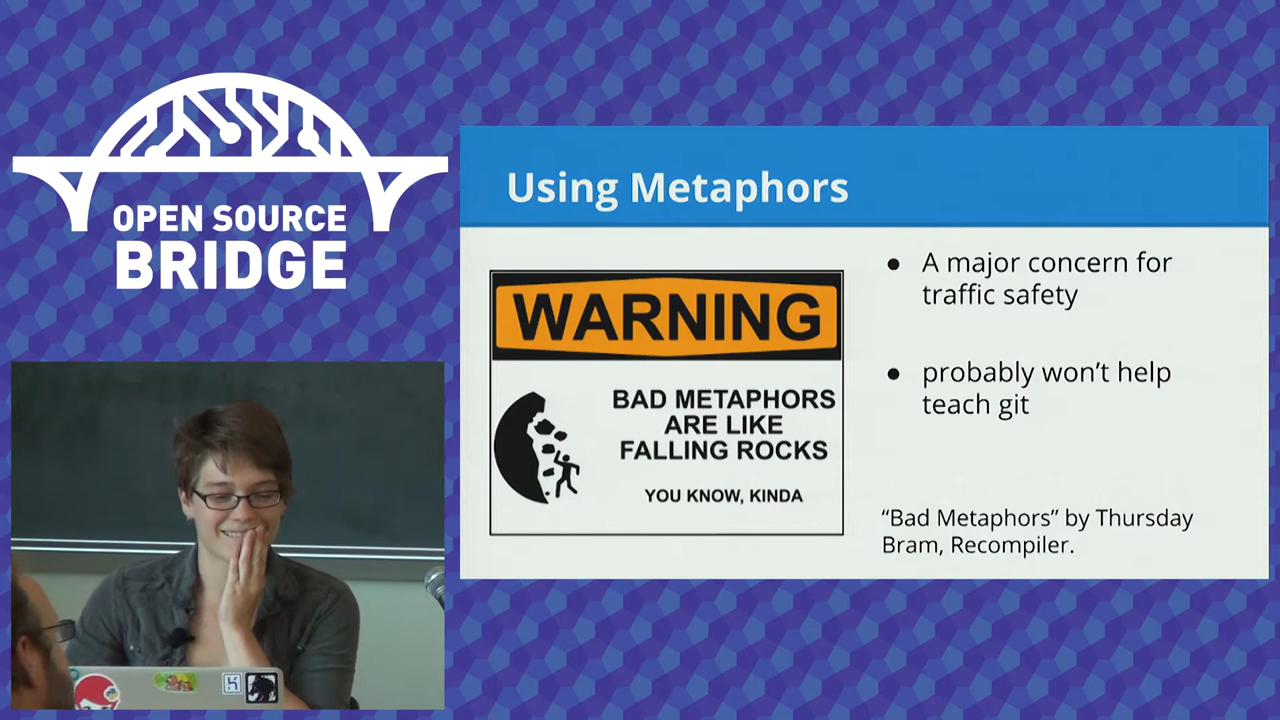 OPEN SOURCE
BRIDGE
Using Metaphors
WARNING
BAD METAPHORS
ARE LIKE
FALLING ROCKS
YOU KNOW, KINDA
● A major concern for
traffic safety
● probably won't help
teach git
“Bad Metaphors” by Thursday
Bram, Recompiler.